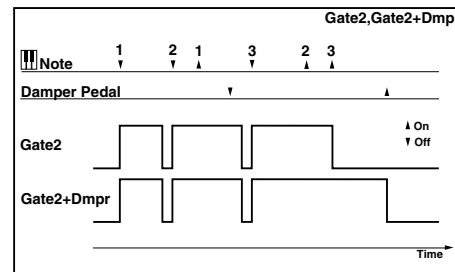 Gate2,Gate2+Dmp
1 2 1 3 2 3
Note
Damper Pedal
On
Off
Gate2
Gate2+Dmpr
Time